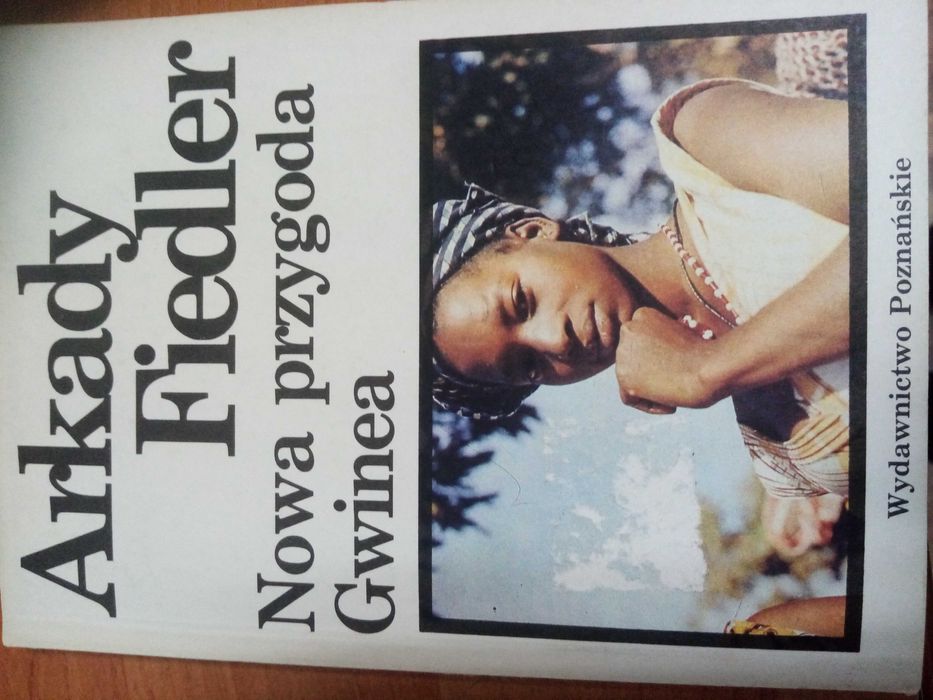 Arkady
Fiedler
Nowa przygoda
Gwinea
Wydawnictwo Poznańskie